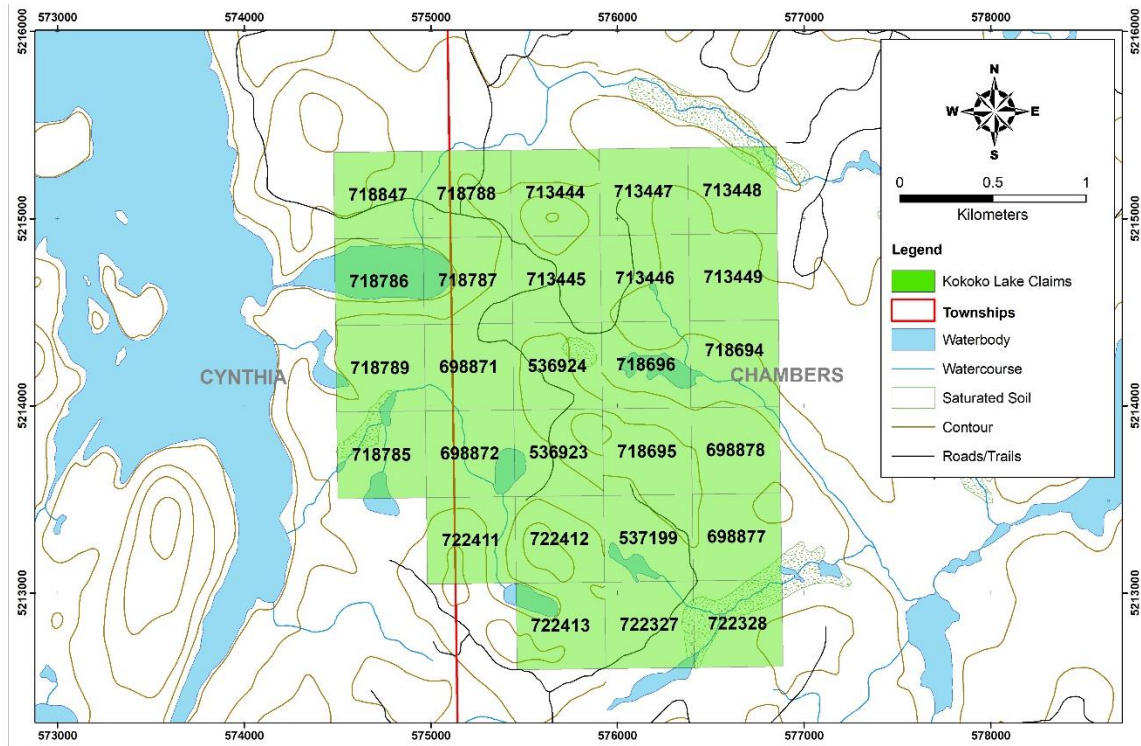 573000 574000 575000 576000 577000 578000
5216000 5216000
N
W E
S
0 0.5 1
Kilometers
Legend
Kokoko Lake Claims
Townships
Waterbody
Watercourse
Saturated Soil
Contour
Roads/Trails
718847 718788 713444 713447 713448
5215000 5215000
718786 718787 713445 713446 713449
718789 698871 536924 718696 718694
CYNTHIA CHAMBERS
5214000 5214000
718785 698872 536923 718695 698878
722411 722412 537199 698877
5213000 5213000
722413 722327 722328
573000 574000 575000 576000 577000 578000